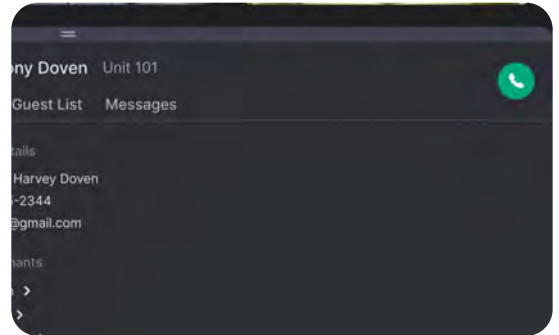 ony Doven Unit 101
Guest List Messages
tails
Harvey Doven
-2344
@gmail.com
nants